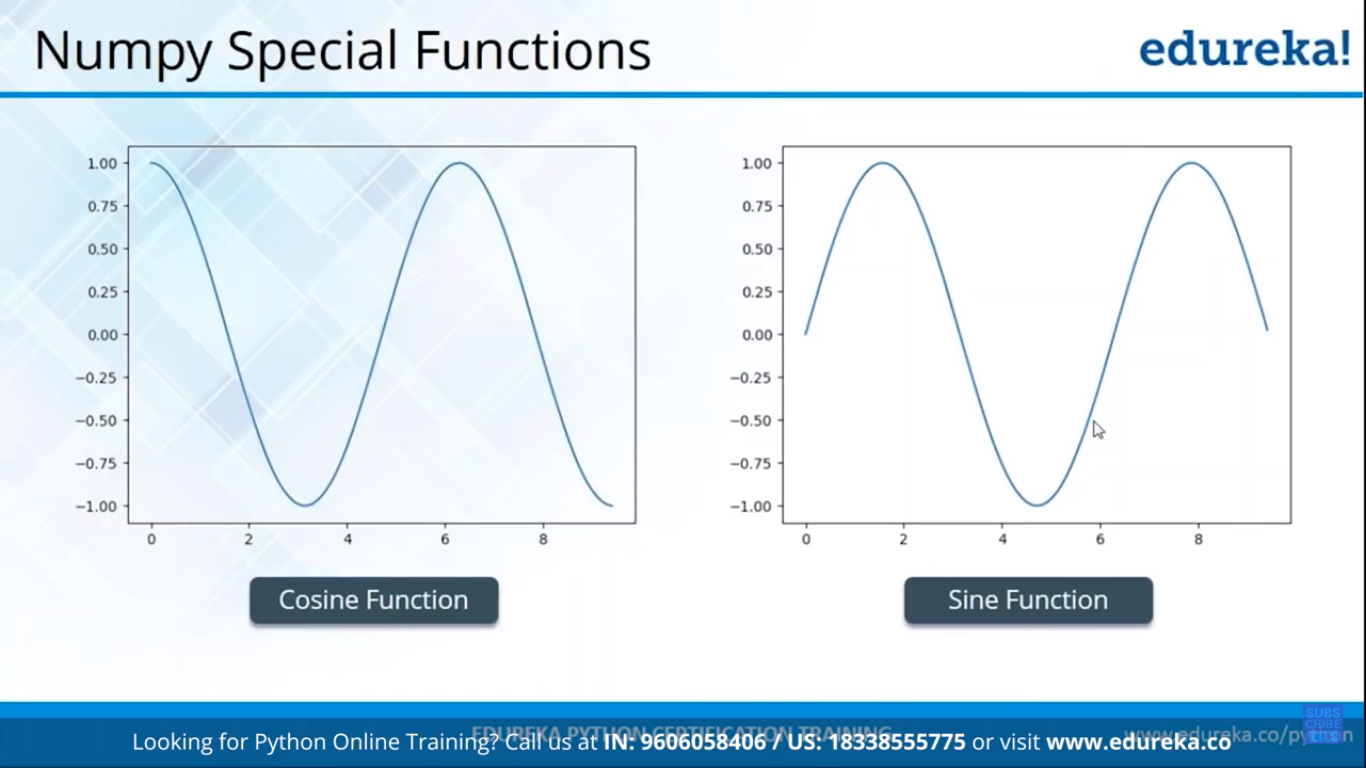 Numpy Special Functions
edureka!
1.00
0.75
0.50
0.25
0.00
−0.25
−0.50
−0.75
−1.00
0 2 4 6 8
Cosine Function
1.00
0.75
0.50
0.25
0.00
−0.25
−0.50
−0.75
−1.00
0 2 4 6 8
Sine Function
EDUREKA PYTHON CERTIFICATION TRAINING
www.edureka.co/python
SUBS
CRIBE
Looking for Python Online Training? Call us at IN: 9606058406 / US: 18338555775 or visit www.edureka.co